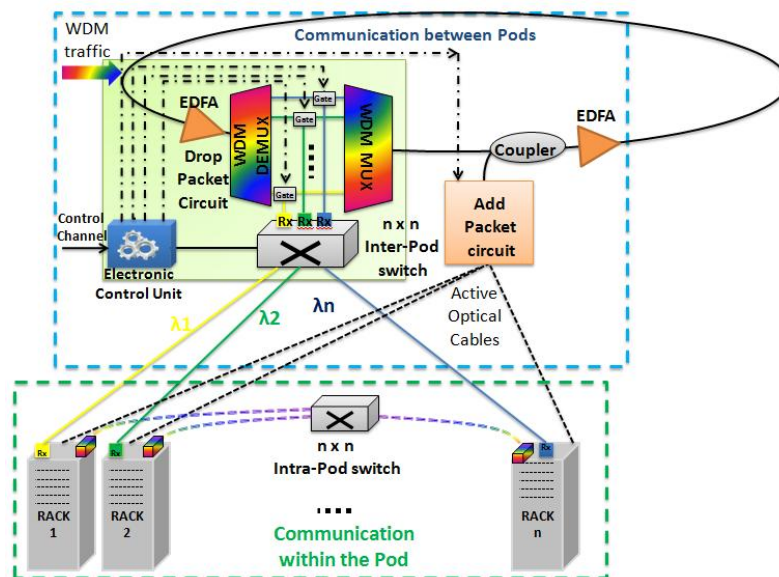 WDM
traffic
Communication between Pods
EDFA
WDM
DEMUX
Gate
Gate
Gate
WDM MUX
EDFA
Coupler
Drop
Packet
Circuit
Rx
Rx
Rx
n x n
Inter-Pod
switch
Add
Packet
circuit
Control
Channel
Electronic
Control Unit
Active
Optical
Cables
λ1
λ2
λn
Rx
Rx
Rx
n x n
Intra-Pod switch
RACK
1
RACK
2
RACK
n
Communication
within the Pod